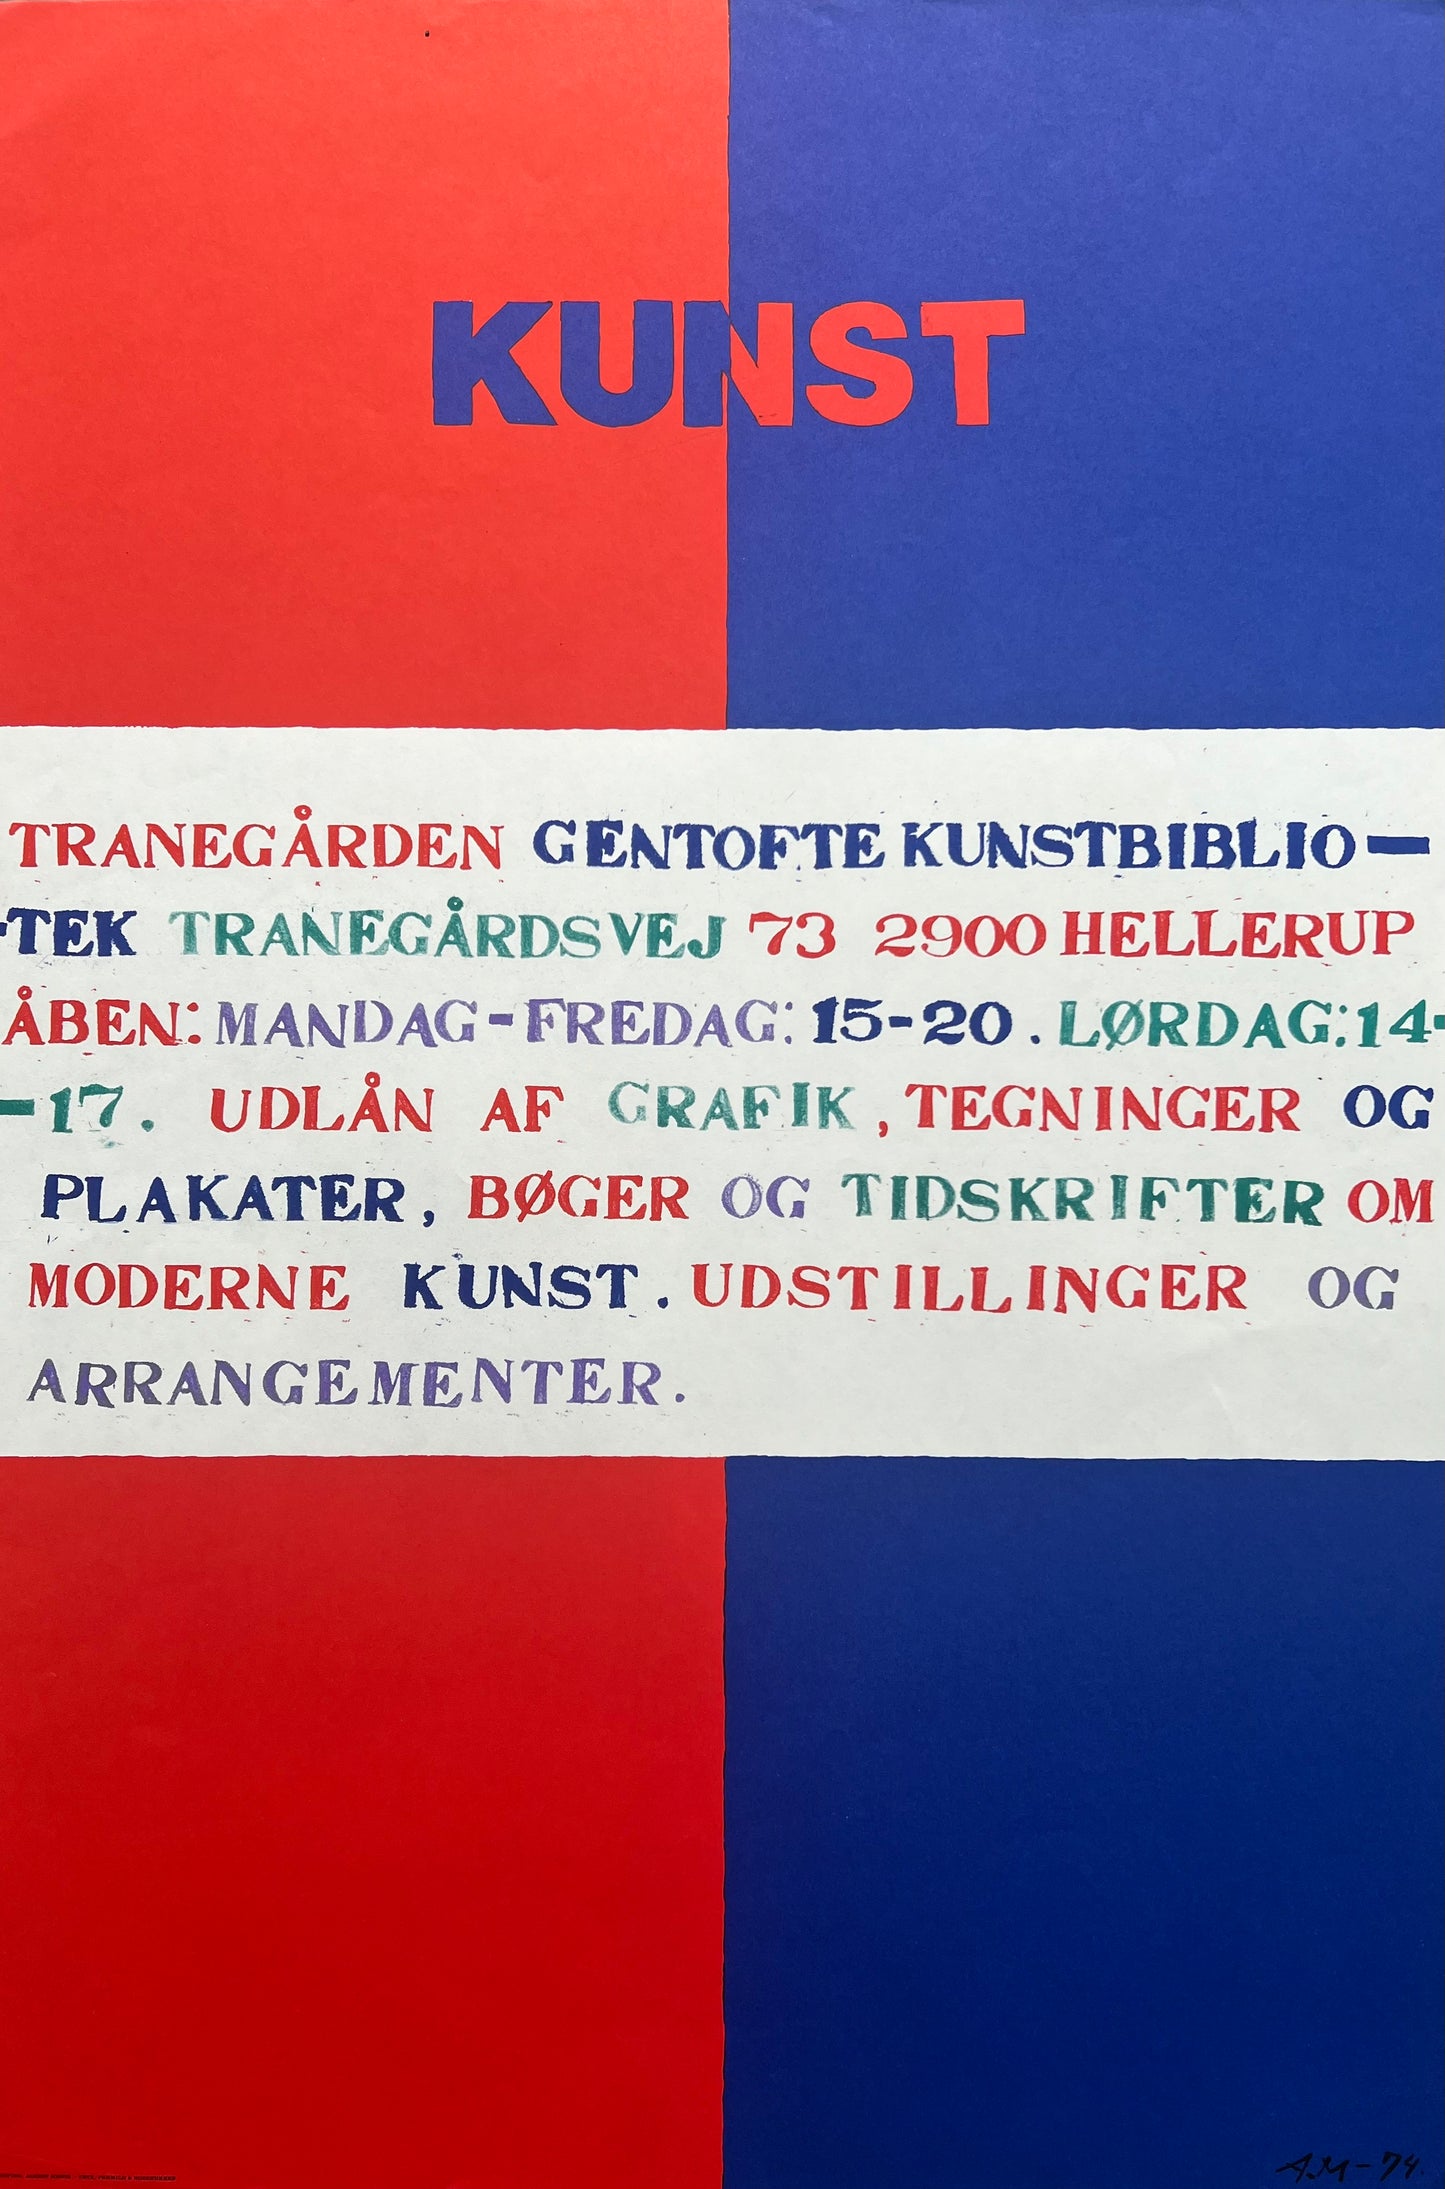 KUNST
TRANEGÅRDEN GENTOFTE KUNSTBIBLIO-
-TEK TRANEGÅRDSVEJ 73 2900 HELLERUP
ÅBEN: MANDAG-FREDAG: 15-20. LØRDAG: 14-
-17. UDLÅN AF GRAFIK, TEGNINGER OG
PLAKATER, BØGER OG TIDSKRIFTER OM
MODERNE KUNST. UDSTILLINGER OG
ARRANGEMENTER.
AM-74.